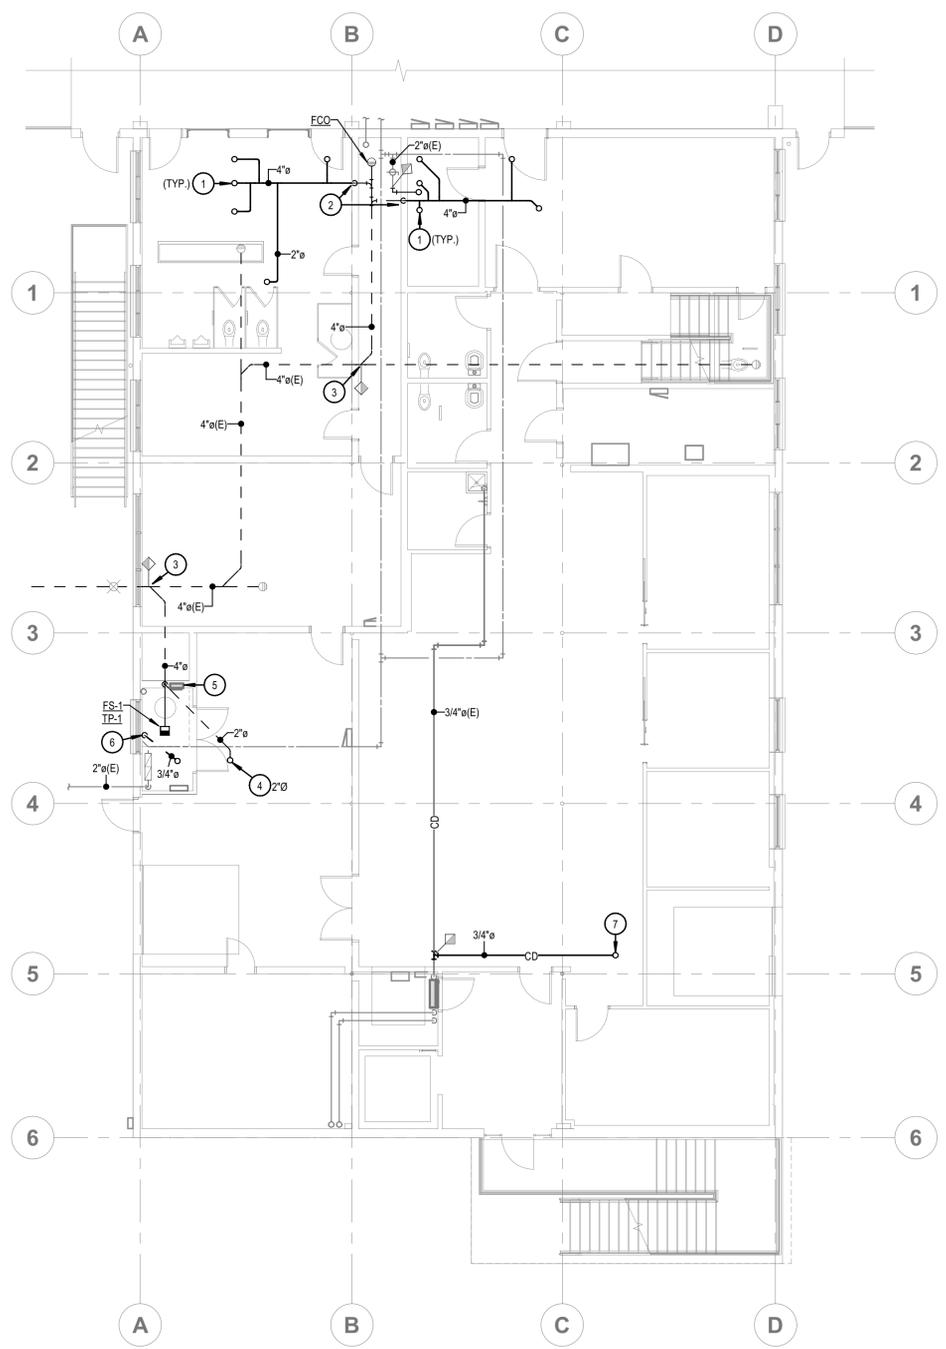 A B C D
FCO
2"ø(E)
4"ø
(TYP.) 1
2
4"ø
1 (TYP.)
2"ø
1 1
4"ø
4"ø(E)
3
4"ø(E)
2 2
3
4"ø(E)
3 3
4"ø
5
FS-1
TP-1
3/4"ø(E)
2"ø
6
2"ø(E)
3/4"ø
4 2"Ø
4 4
CD
7
3/4"ø
CD
5 5
6 6
A B C D